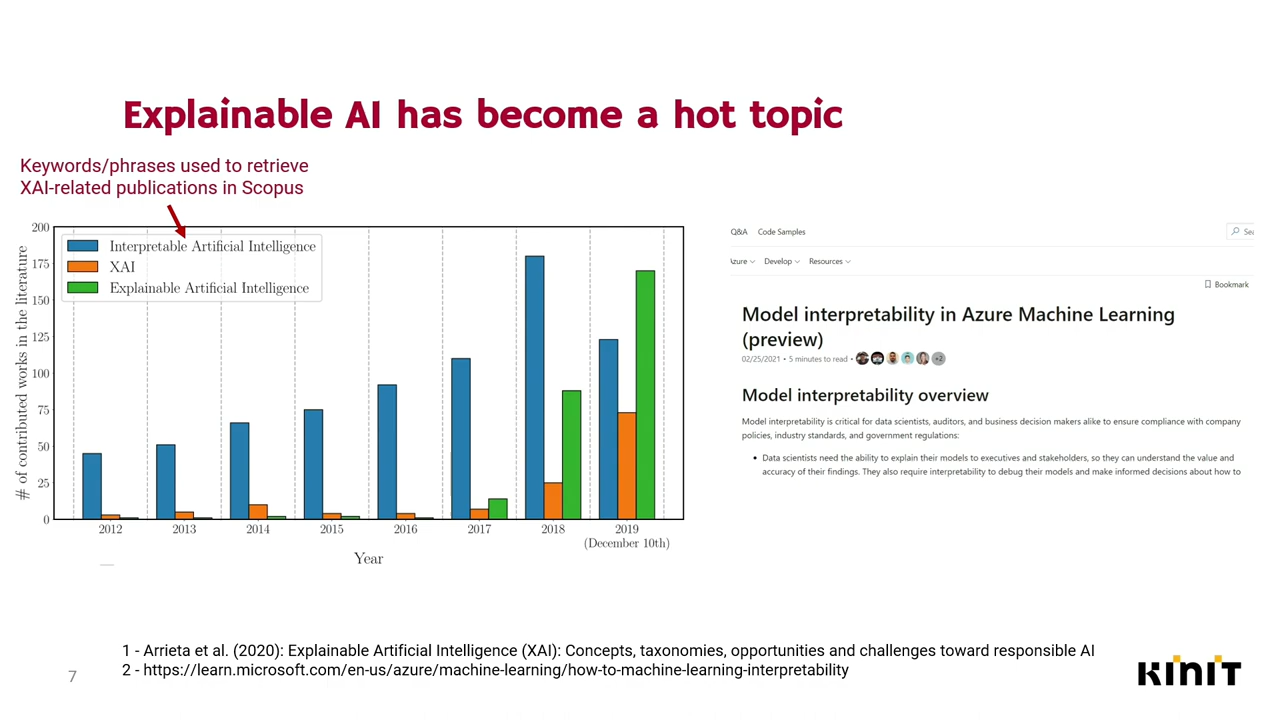 Explainable AI has become a hot topic
Keywords/phrases used to retrieve
XAI-related publications in Scopus
# of contributed works in the literature
200
175
150
125
100
75
50
25
0
Interpretable Artificial Intelligence
XAI
Explainable Artificial Intelligence
2012
2013
2014
2015
2016
2017
2018
2019
(December 10th)
Year
Q&A Code Samples
Azure Develop Resources
Bookmark
Model interpretability in Azure Machine Learning
(preview)
02/25/2021 • 5 minutes to read • +2
Model interpretability overview
Model interpretability is critical for data scientists, auditors, and business decision makers alike to ensure compliance with company
policies, industry standards, and government regulations:
• Data scientists need the ability to explain their models to executives and stakeholders, so they can understand the value and
accuracy of their findings. They also require interpretability to debug their models and make informed decisions about how to
1 - Arrieta et al. (2020): Explainable Artificial Intelligence (XAI): Concepts, taxonomies, opportunities and challenges toward responsible AI
2 - https://learn.microsoft.com/en-us/azure/machine-learning/how-to-machine-learning-interpretability
7
KInIT